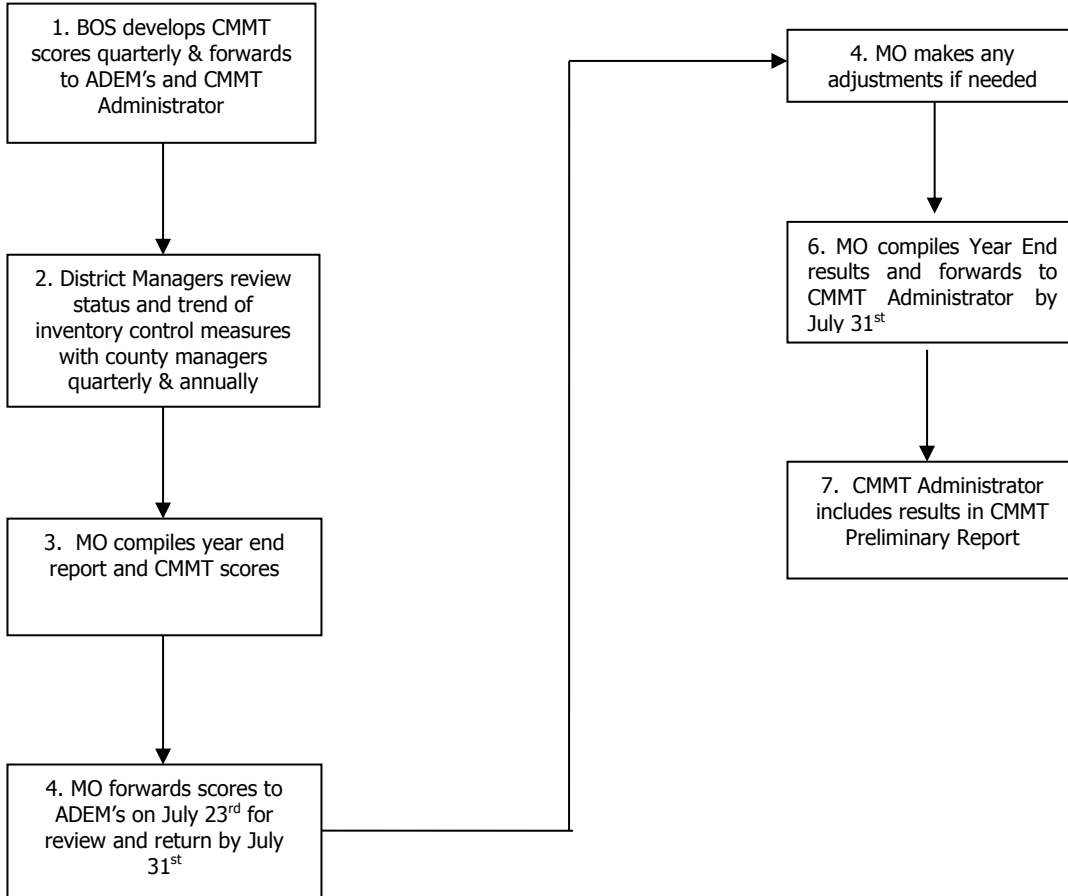 1. BOS develops CMMT
scores quarterly & forwards
to ADEM's and CMMT
Administrator
2. District Managers review
status and trend of
inventory control measures
with county managers
quarterly & annually
3. MO compiles year end
report and CMMT scores
4. MO forwards scores to
ADEM's on July 23rd for
review and return by July
31st
4. MO makes any
adjustments if needed
6. MO compiles Year End
results and forwards to
CMMT Administrator by
July 31st
7. CMMT Administrator
includes results in CMMT
Preliminary Report